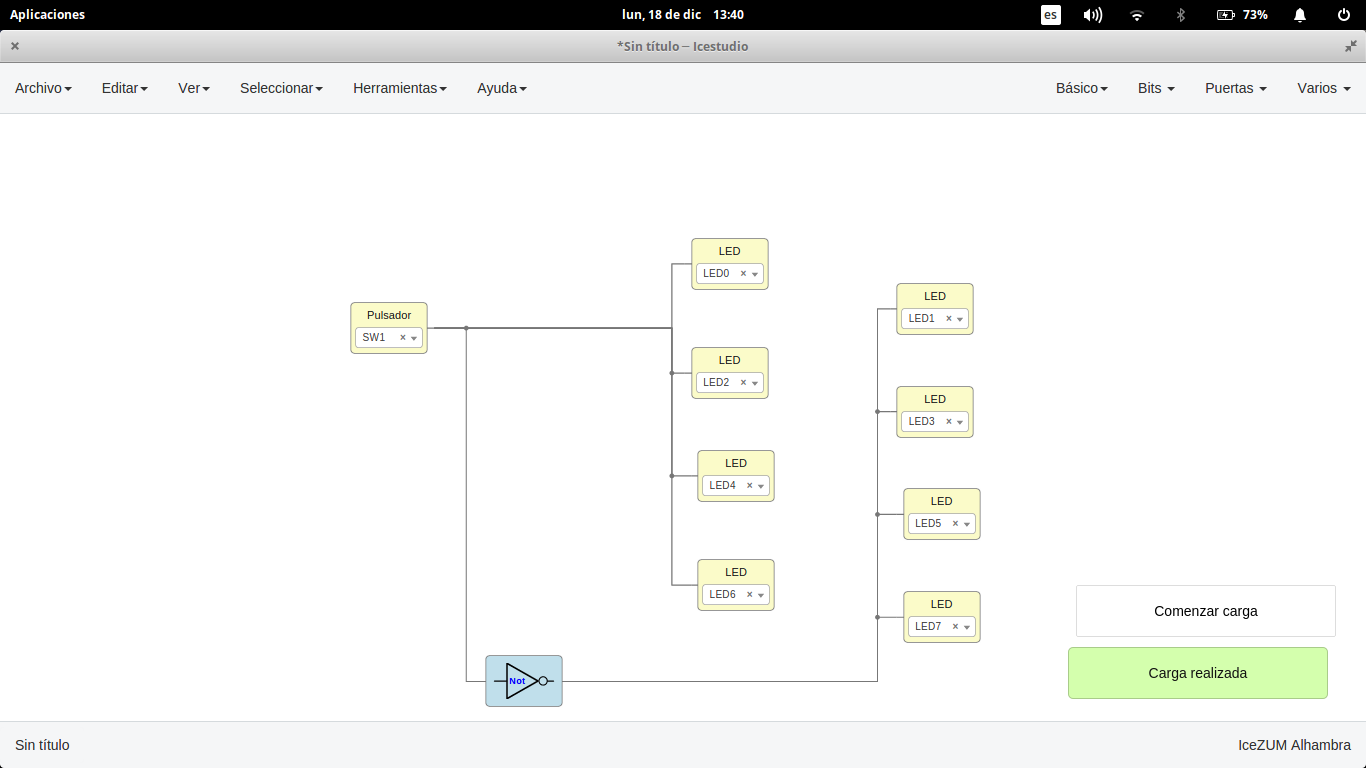 Aplicaciones
lun, 18 de dic 13:40
es
73%
*Sin título – Icestudio
Archivo
Editar
Ver
Seleccionar
Herramientas
Ayuda
Básico
Bits
Puertas
Varios
LED
LED0
LED
LED1
Pulsador
SW1
LED
LED2
LED
LED3
LED
LED4
LED
LED5
LED
LED6
LED
LED7
Comenzar carga
Not
Carga realizada
Sin título
IceZUM Alhambra